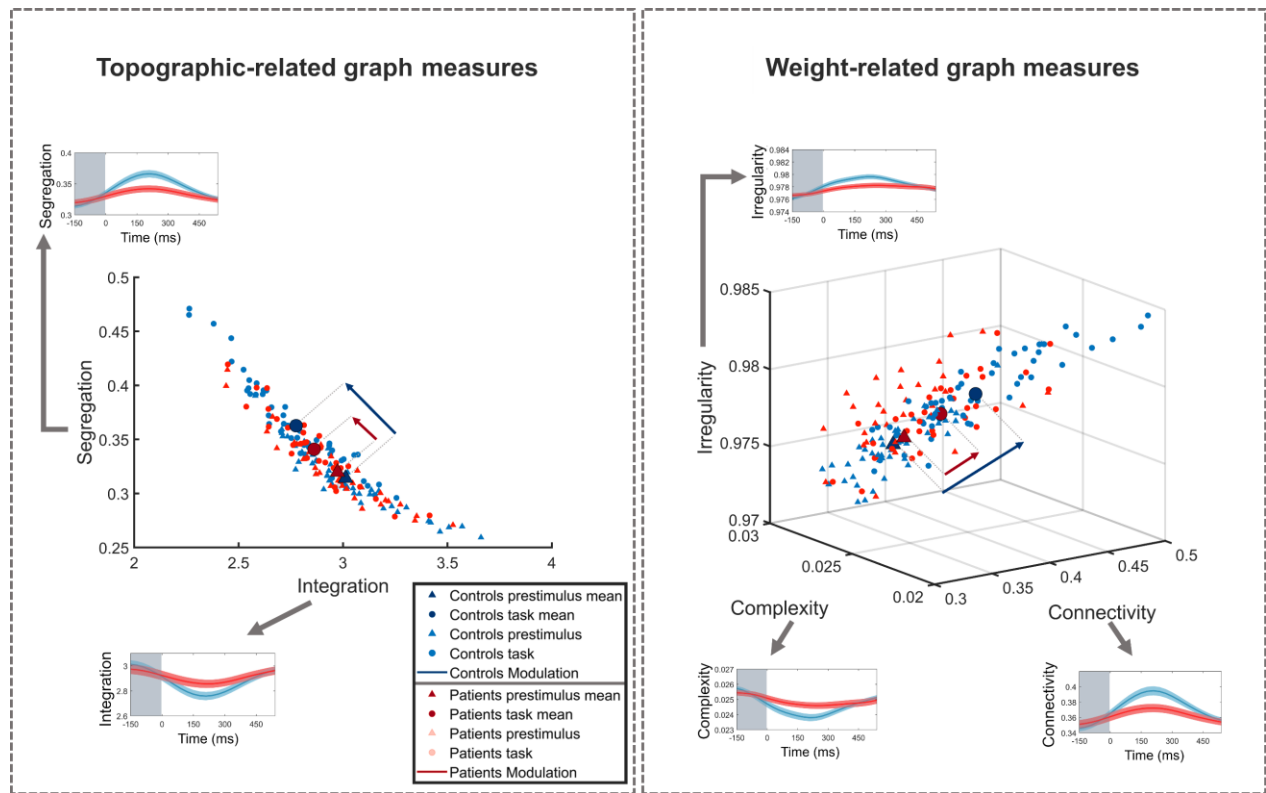 Topographic-related graph measures
Segregation
0.4
0.35
0.3
-150 0 150 300 450
Time (ms)
Segregation
0.5
0.45
0.4
0.35
0.3
0.25
2 2.5 3 3.5 4
Integration
Integration
3
2.8
2.6
-150 0 150 300 450
Time (ms)
Controls prestimulus mean
Controls task mean
Controls prestimulus
Controls task
Controls Modulation
Patients prestimulus mean
Patients task mean
Patients prestimulus
Patients task
Patients Modulation
Weight-related graph measures
Irregularity
0.984
0.982
0.98
0.978
0.976
0.974
-150 0 150 300 450
Time (ms)
Irregularity
0.985
0.98
0.975
0.97
0.03
0.025
0.02
0.3
0.35
0.4
0.45
0.5
Complexity
Connectivity
Complexity
0.027
0.026
0.025
0.024
0.023
-150 0 150 300 450
Time (ms)
Connectivity
0.4
0.38
0.36
0.34
-150 0 150 300 450
Time (ms)